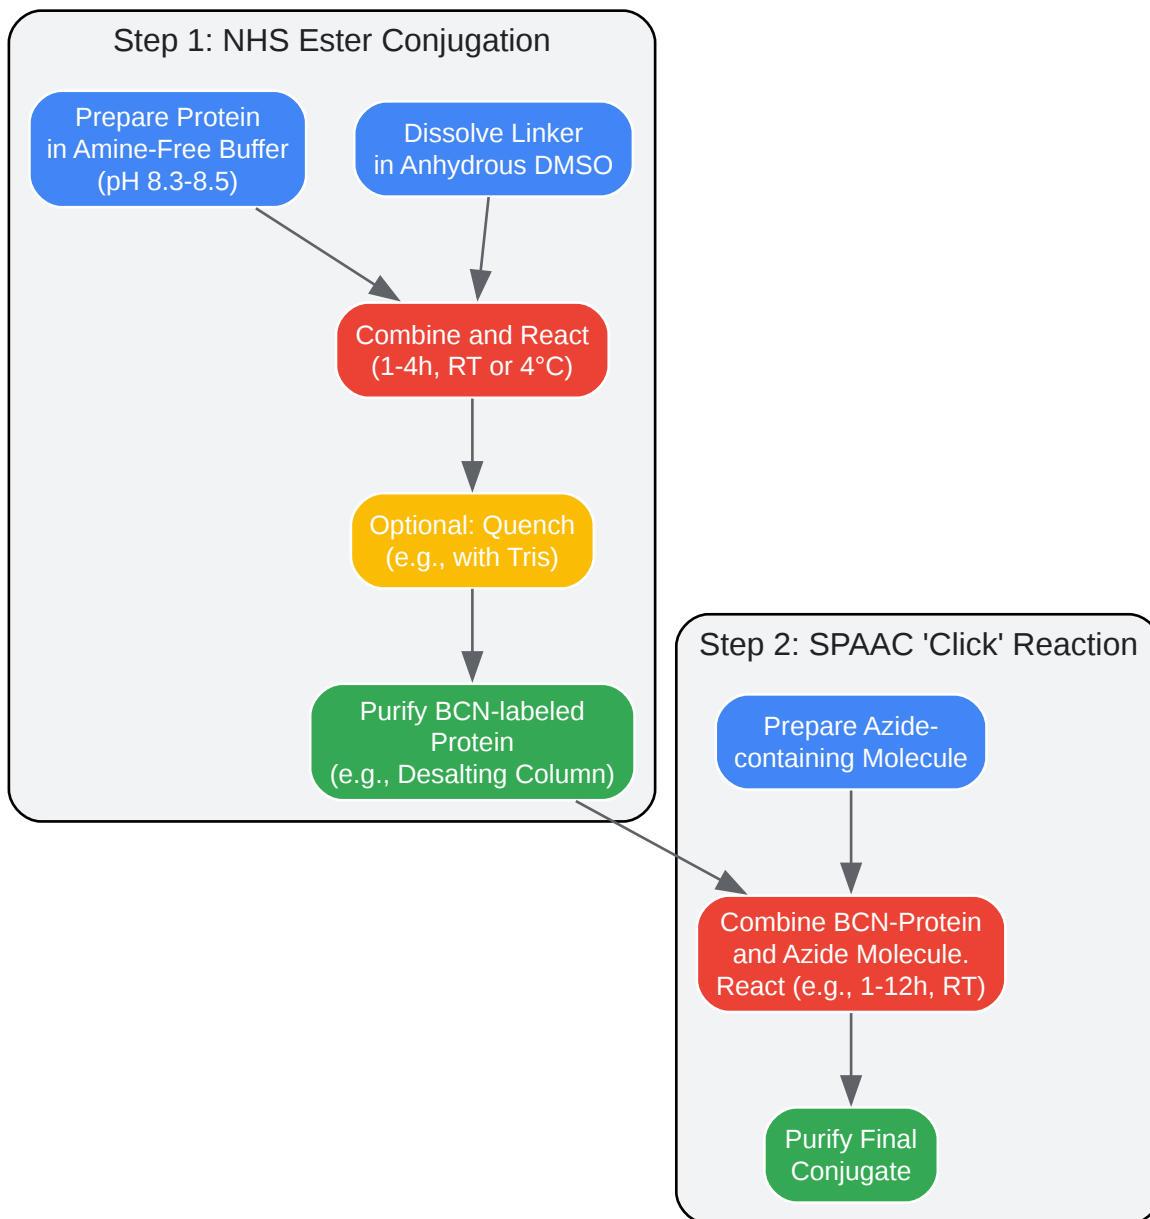 Step 1: NHS Ester Conjugation
Prepare Protein
in Amine-Free Buffer
(pH 8.3-8.5)
Dissolve Linker
in Anhydrous DMSO
Combine and React
(1-4h, RT or 4°C)
Optional: Quench
(e.g., with Tris)
Purify BCN-labeled
Protein
(e.g., Desalting Column)
Step 2: SPAAC 'Click' Reaction
Prepare Azide-
containing Molecule
Combine BCN-Protein
and Azide Molecule.
React (e.g., 1-12h, RT)
Purify Final
Conjugate